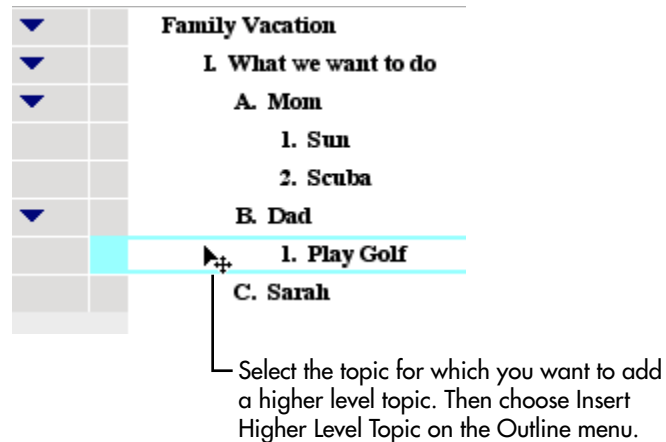 Family Vacation
I. What we want to do
A. Mom
1. Sun
2. Scuba
B. Dad
1. Play Golf
C. Sarah
Select the topic for which you want to add
a higher level topic. Then choose Insert
Higher Level Topic on the Outline menu.